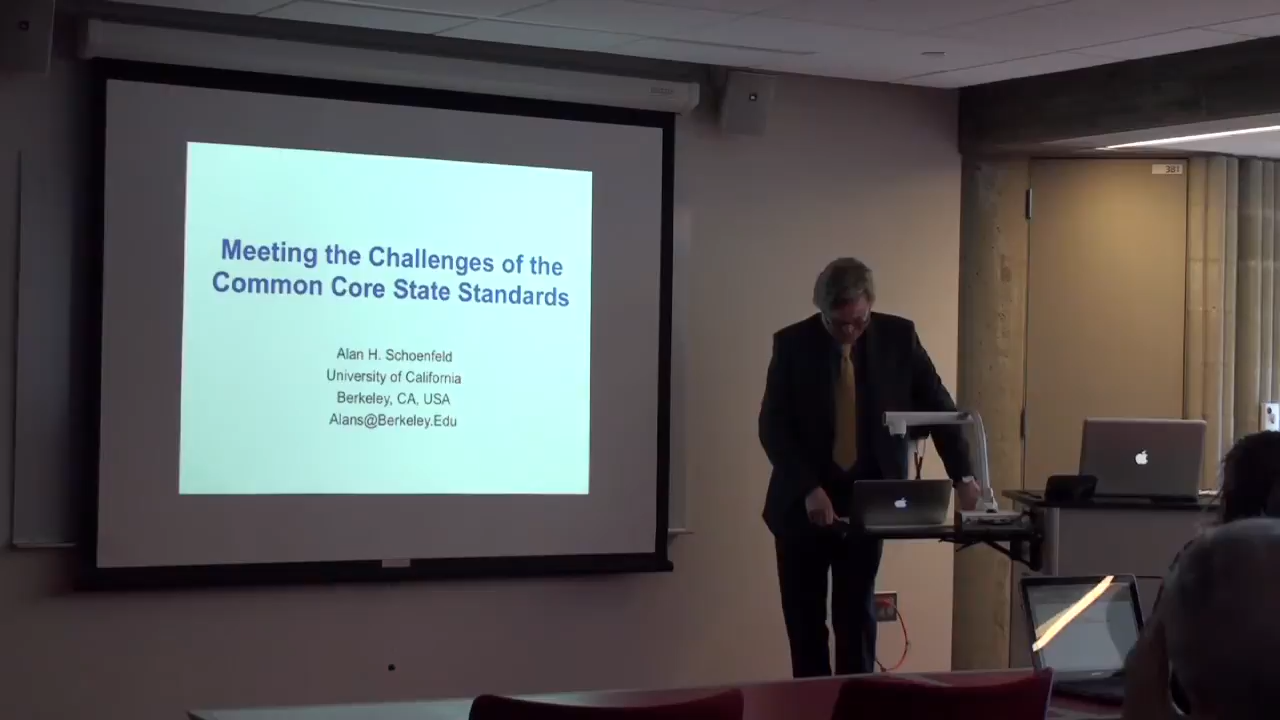 Meeting the Challenges of the
Common Core State Standards
Alan H. Schoenfeld
University of California
Berkeley, CA, USA
Alans@Berkeley.Edu
381